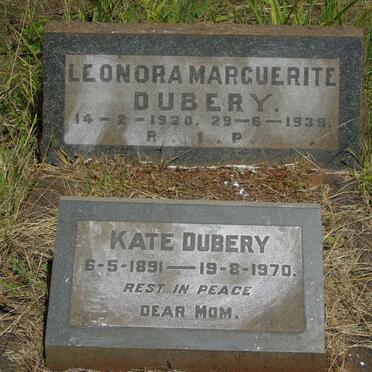 LEONORA MARGUERITE
DUBERY.
14-2-1920. 29-6-1939.
R. I. P.
KATE DUBERY
6-5-1891—19-8-1970.
REST IN PEACE
DEAR MOM.